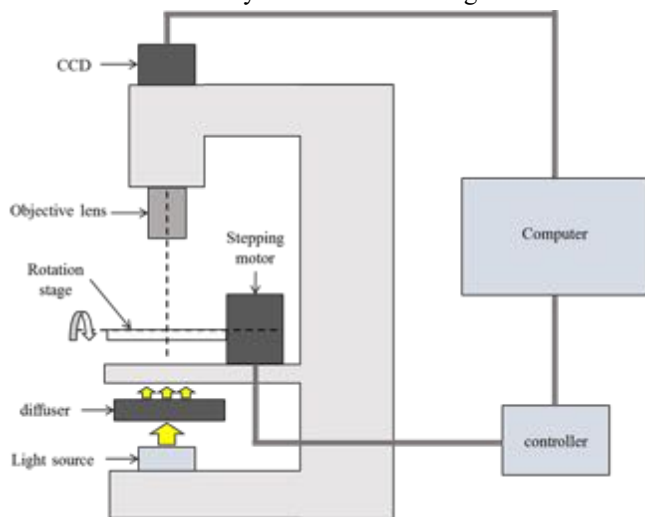 CCD
Objective lens
Stepping
motor
Computer
Rotation
stage
diffuser
controller
Light source